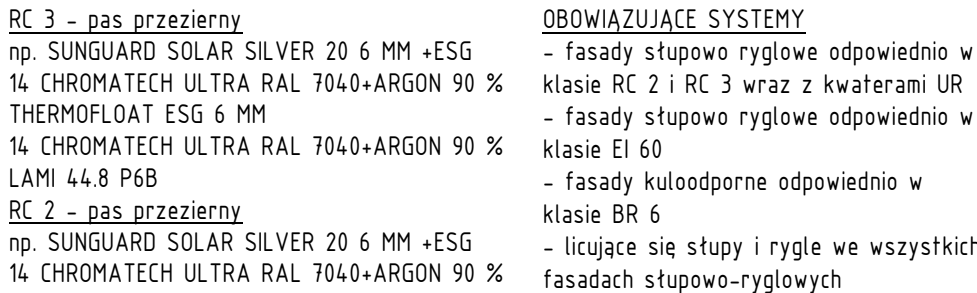 RC 3 - pas przezierny
np. SUNGUARD SOLAR SILVER 20 6 MM +ESG
14 CHROMATECH ULTRA RAL 7040+ARGON 90 %
THERMOFLOAT ESG 6 MM
14 CHROMATECH ULTRA RAL 7040+ARGON 90 %
LAMI 44.8 P6B
RC 2 - pas przezierny
np. SUNGUARD SOLAR SILVER 20 6 MM +ESG
14 CHROMATECH ULTRA RAL 7040+ARGON 90 %
OBOWIĄZUJĄCE SYSTEMY
- fasady słupowo ryglowe odpowiednio w
klasie RC 2 i RC 3 wraz z kwaterami UR
- fasady słupowo ryglowe odpowiednio w
klasie EI 60
- fasady kuloodporne odpowiednio w
klasie BR 6
- licujące się słupy i rygle we wszystkich
fasadach słupowo-ryglowych